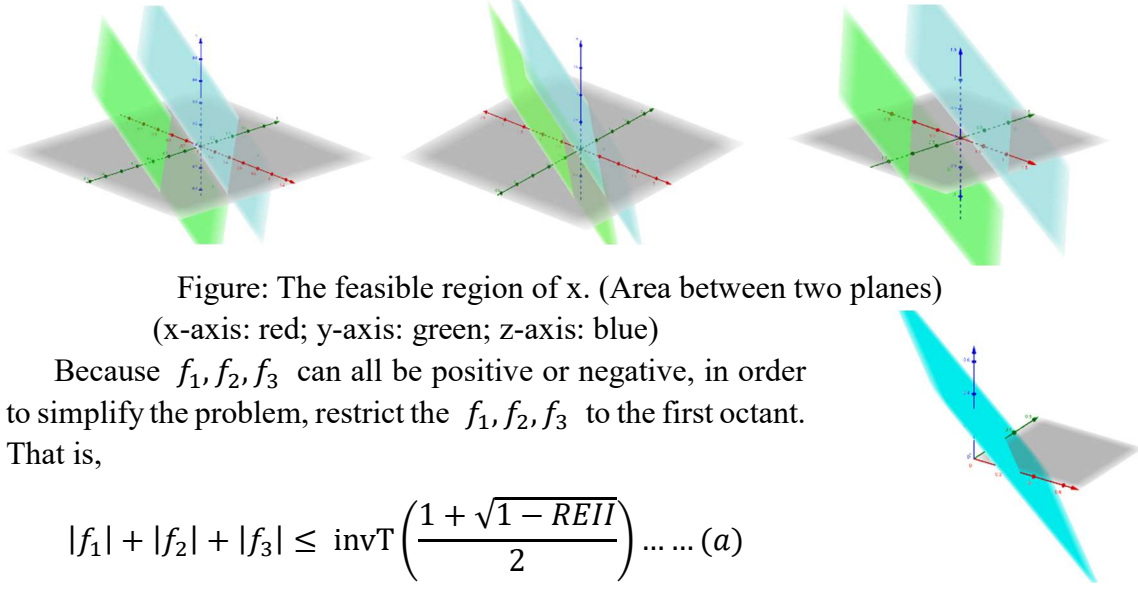 Figure: The feasible region of x. (Area between two planes)
(x-axis: red; y-axis: green; z-axis: blue)
Because f₁, f₂, f₃ can all be positive or negative, in order
to simplify the problem, restrict the f₁, f₂, f₃ to the first octant.
That is,
|f₁| + |f₂| + |f₃| ≤ invT((1 + √(1 − REII))/2) … … (a)